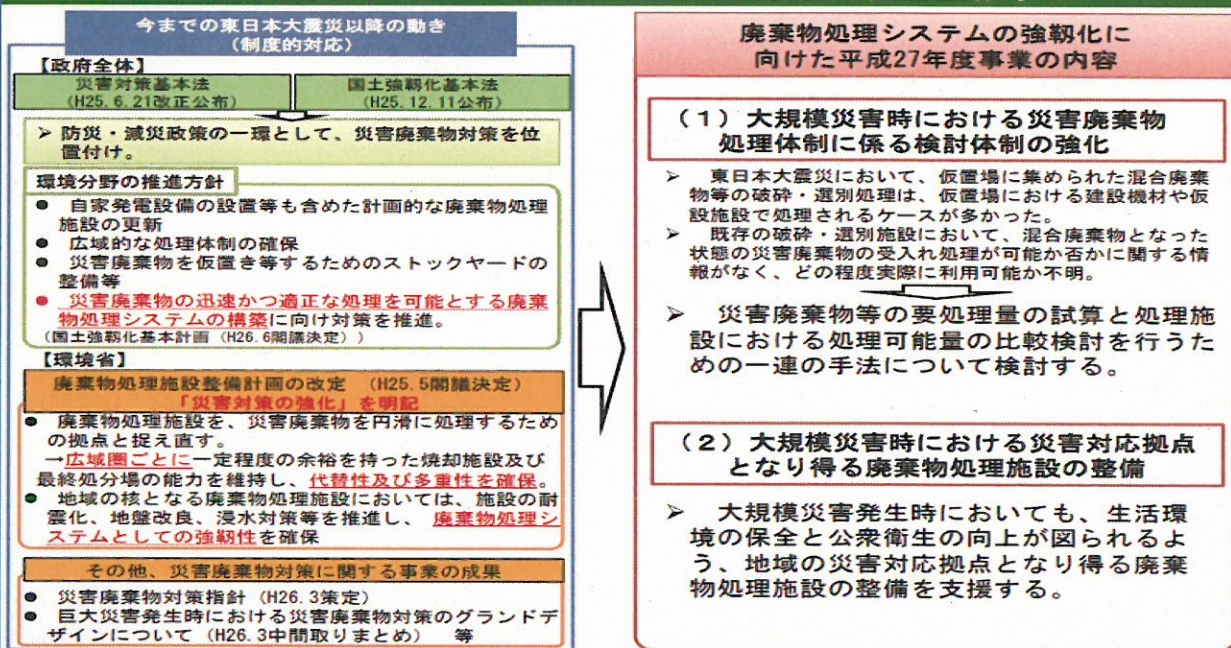 今までの東日本大震災以降の動き
(制度的対応)
【政府全体】
災害対策基本法
(H25.6.21改正公布)
国土強靱化基本法
(H25.12.11公布)
➢ 防災・減災政策の一環として、災害廃棄物対策を位
置付け。
環境分野の推進方針
● 自家発電設備の設置等も含めた計画的な廃棄物処理
施設の更新
● 広域的な処理体制の確保
● 災害廃棄物を仮置き等するためのストックヤードの
整備等
● 災害廃棄物の迅速かつ適正な処理を可能とする廃棄
物処理システムの構築に向け対策を推進。
(国土強靱化基本計画(H26.6閣議決定))
【環境省】
廃棄物処理施設整備計画の改定 (H25.5閣議決定)
「災害対策の強化」を明記
● 廃棄物処理施設を、災害廃棄物を円滑に処理するため
の拠点と捉え直す。
→広域圏ごとに一定程度の余裕を持った焼却施設及び
最終処分場の能力を維持し、代替性及び多重性を確保。
● 地域の核となる廃棄物処理施設においては、施設の耐
震化、地盤改良、浸水対策等を推進し、廃棄物処理シ
ステムとしての強靱性を確保
その他、災害廃棄物対策に関する事業の成果
● 災害廃棄物対策指針(H26.3策定)
● 巨大災害発生時における災害廃棄物対策のグランドデ
ザインについて(H26.3中間取りまとめ) 等
廃棄物処理システムの強靱化に
向けた平成27年度事業の内容
(1)大規模災害時における災害廃棄物
処理体制に係る検討体制の強化
➢ 東日本大震災において、仮置場に集められた混合廃棄
物等の破砕・選別処理は、仮置場における建設機材や仮
設施設で処理されるケースが多かった。
➢ 既存の破砕・選別施設において、混合廃棄物となった
状態の災害廃棄物の受入れ処理が可能か否かに関する情
報がなく、どの程度実際に利用可能か不明。
➢ 災害廃棄物等の要処理量の試算と処理施
設における処理可能量の比較検討を行うた
めの一連の手法について検討する。
(2)大規模災害時における災害対応拠点
となり得る廃棄物処理施設の整備
➢ 大規模災害発生時においても、生活環
境の保全と公衆衛生の向上が図られるよ
う、地域の災害対応拠点となり得る廃棄
物処理施設の整備を支援する。